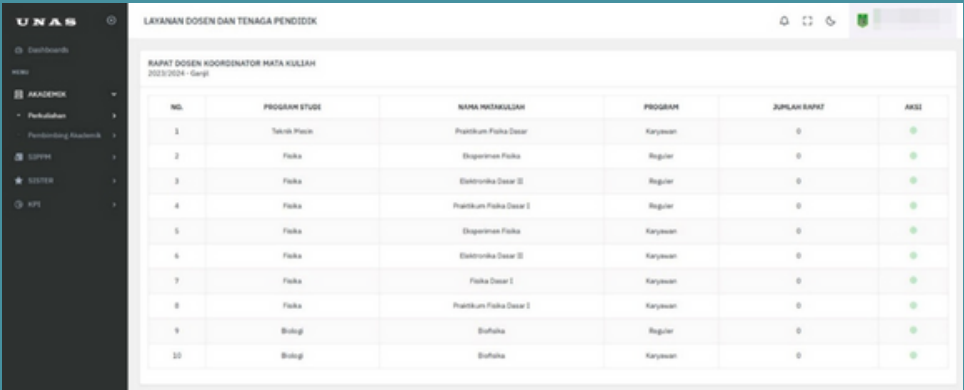 UNAS
LAYANAN DOSEN DAN TENAGA PENDIDIK
Dashboards
MENU
AKADEMIK
Perkuliahan
Pembimbing Akademik
SIPPM
SISTER
KPI
RAPAT DOSEN KOORDINATOR MATA KULIAH
2023/2024 - Ganjil
NO. PROGRAM STUDI NAMA MATAKULIAH PROGRAM JUMLAH RAPAT AKSI
1 Teknik Mesin Praktikum Fisika Dasar Karyawan 0
2 Fisika Eksperimen Fisika Reguler 0
3 Fisika Elektronika Dasar II Reguler 0
4 Fisika Praktikum Fisika Dasar I Reguler 0
5 Fisika Eksperimen Fisika Karyawan 0
6 Fisika Elektronika Dasar II Karyawan 0
7 Fisika Fisika Dasar I Karyawan 0
8 Fisika Praktikum Fisika Dasar I Karyawan 0
9 Biologi Biofisika Reguler 0
10 Biologi Biofisika Karyawan 0